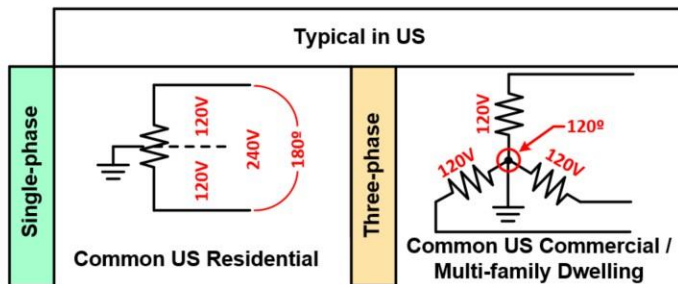 Typical in US
Single-phase
120V
120V
240V
180º
Common US Residential
Three-phase
120V
120º
120V
120V
Common US Commercial /
Multi-family Dwelling